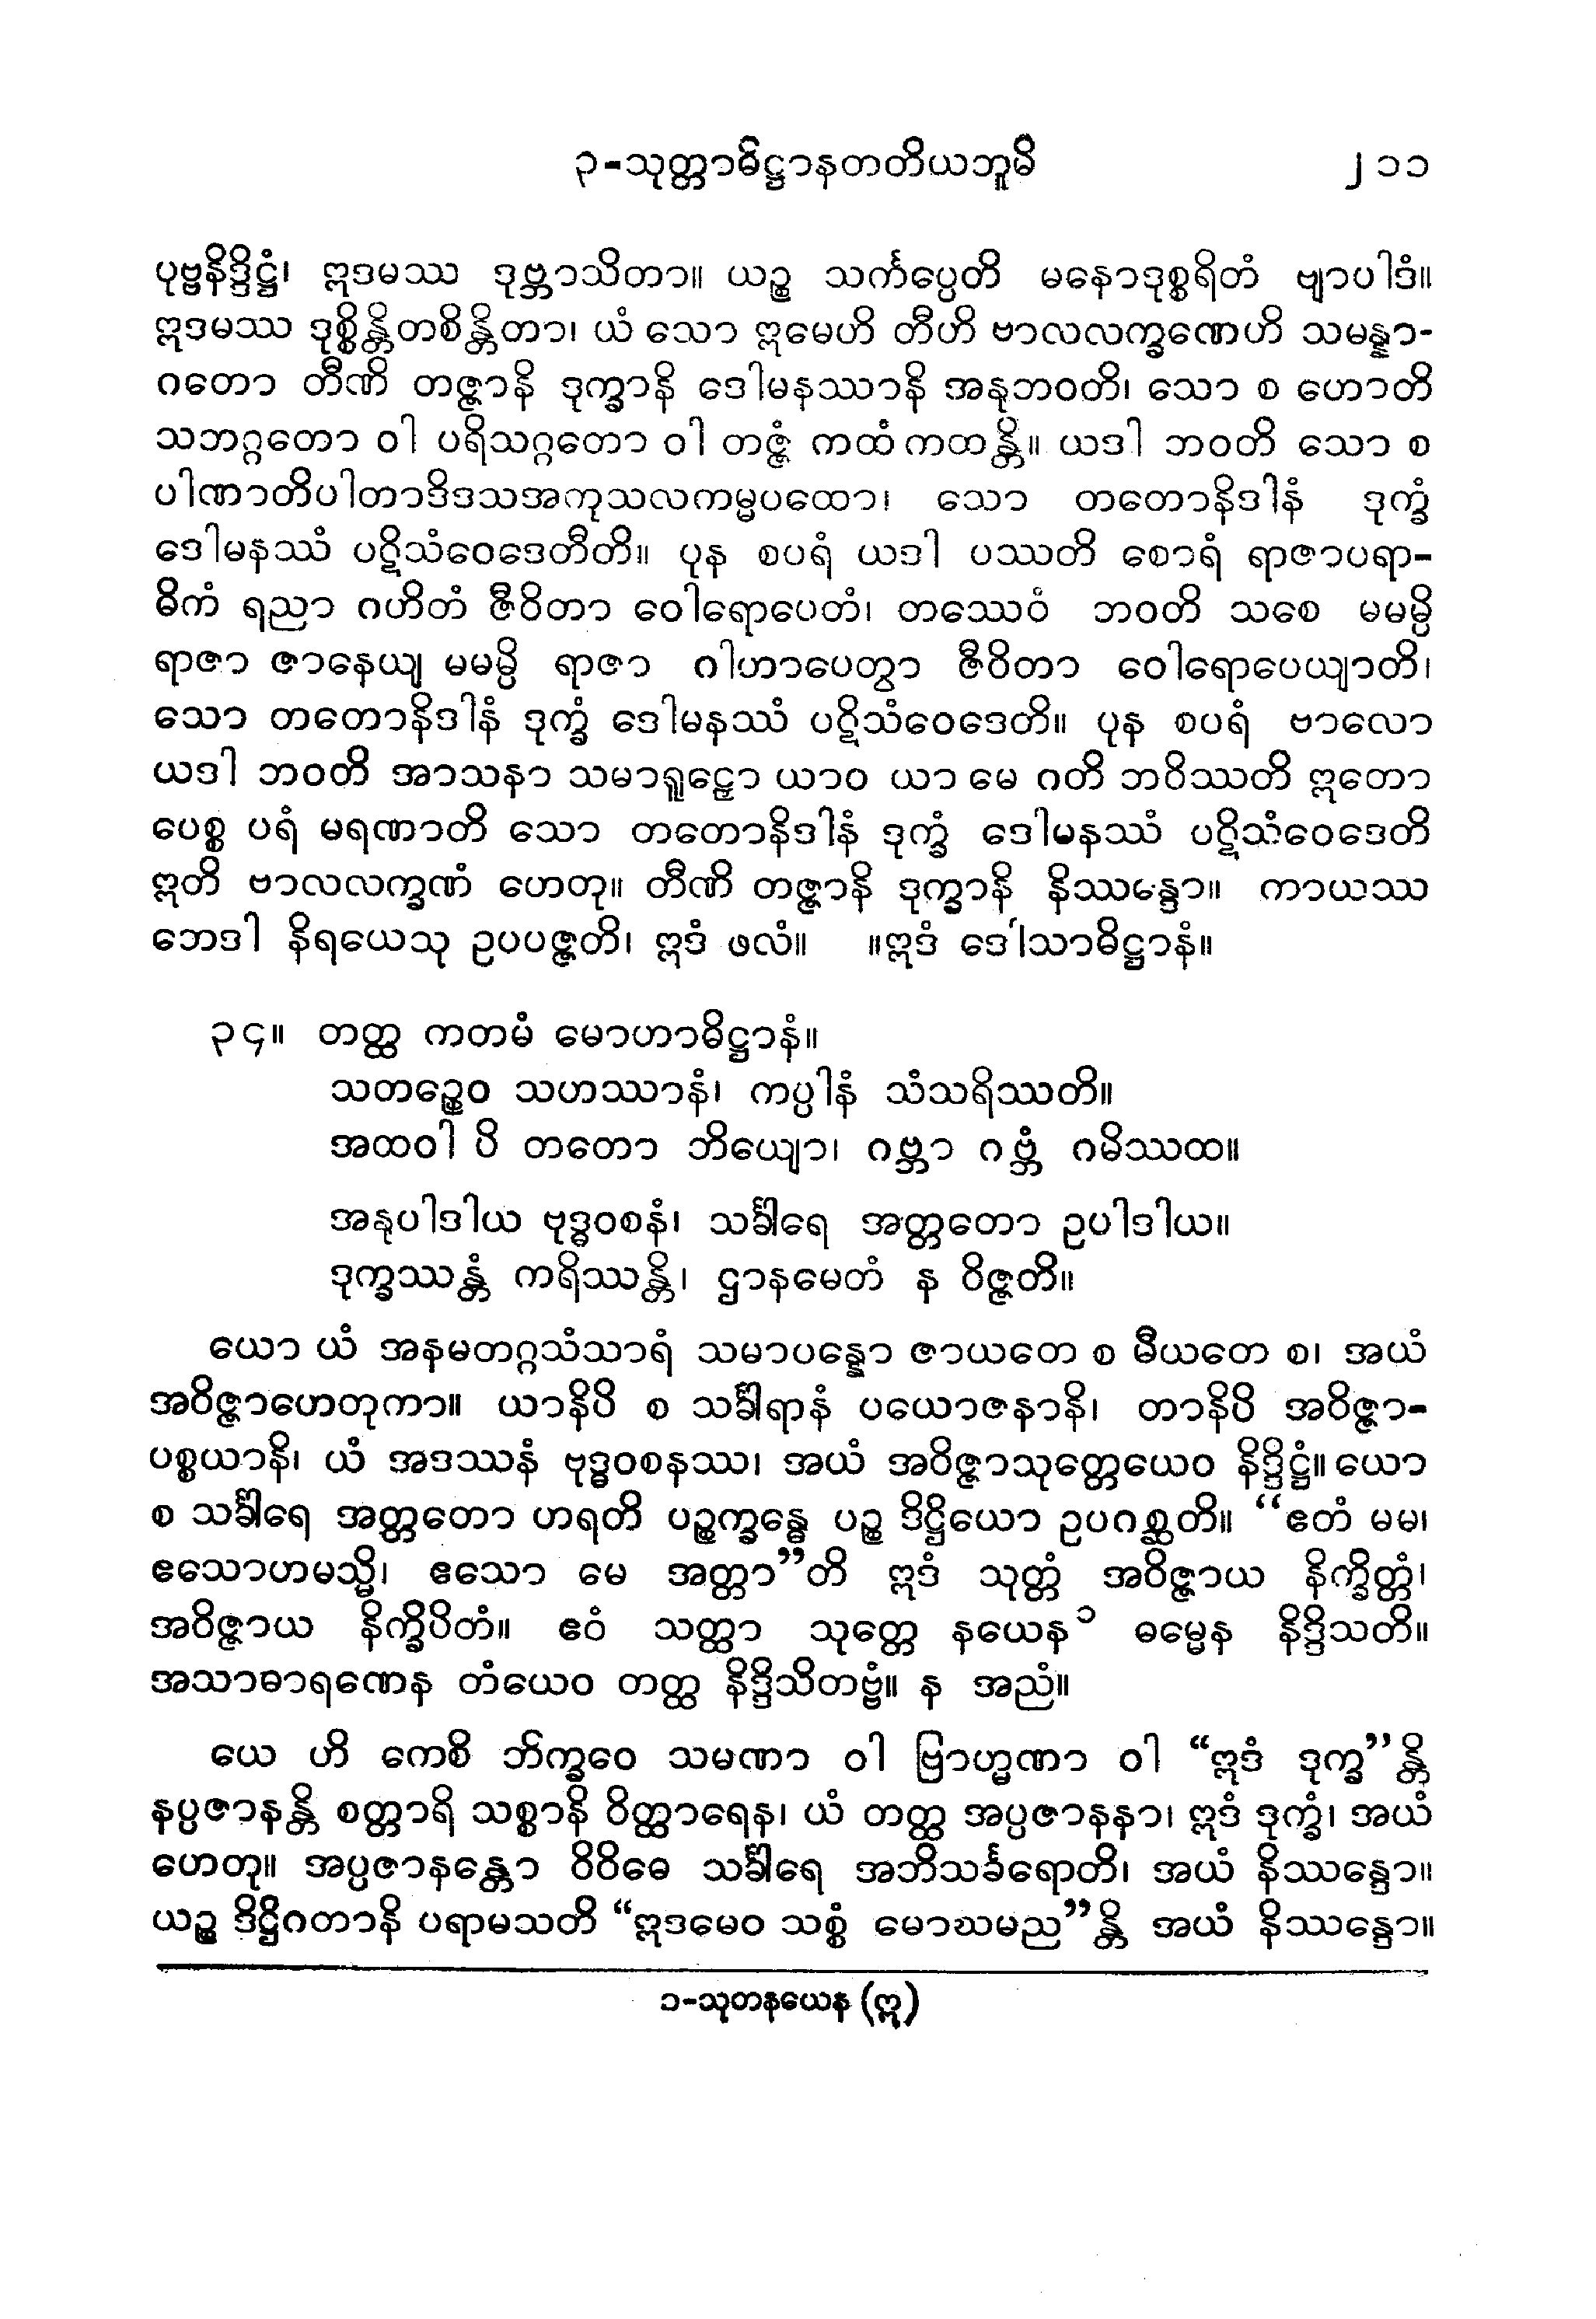 ၃-သုတ္တာဓိဋ္ဌာနတတိယဘူမိ ၂၁၁
ပုဗ္ဗနိဒ္ဒိဋ္ဌံ၊ ဣဒမဿ ဒုဗ္ဘာသိတာ။ ယဉ္စ သင်္ကပ္ပေတိ မနောဒုစ္စရိတံ ဗျာပါဒံ။
ဣဒမဿ ဒုစ္စိန္တိတစိန္တိတာ၊ ယံ သော ဣမေဟိ တီဟိ ဗာလလက္ခဏေဟိ သမန္နာ-
ဂတော တီဏိ တဇ္ဇာနိ ဒုက္ခာနိ ဒေါမနဿာနိ အနုဘဝတိ၊ သော စ ဟောတိ
သဘဂ္ဂတော ဝါ ပရိသဂ္ဂတော ဝါ တဇ္ဇံ ကထံ ကထန္တိ။ ယဒါ ဘဝတိ သော စ
ပါဏာတိပါတာဒိဒသအကုသလကမ္မပထော၊ သော တတောနိဒါနံ ဒုက္ခံ
ဒေါမနဿံ ပဋိသံဝေဒေတီတိ။ ပုန စပရံ ယဒါ ပဿတိ စောရံ ရာဇာပရာ-
ဓိကံ ရညာ ဂဟိတံ ဇီဝိတာ ဝေါရောပေတံ၊ တဿေဝံ ဘဝတိ သစေ မမမ္ပိ
ရာဇာ ဇာနေယျ မမမ္ပိ ရာဇာ ဂါဟာပေတွာ ဇီဝိတာ ဝေါရောပေယျာတိ၊
သော တတောနိဒါနံ ဒုက္ခံ ဒေါမနဿံ ပဋိသံဝေဒေတိ။ ပုန စပရံ ဗာလော
ယဒါ ဘဝတိ အာသနာ သမာရူဠှော ယာဝ ယာ မေ ဂတိ ဘဝိဿတိ ဣတော
ပေစ္စ ပရံ မရဏာတိ သော တတောနိဒါနံ ဒုက္ခံ ဒေါမနဿံ ပဋိသံဝေဒေတိ
ဣတိ ဗာလလက္ခဏံ ဟေတု။ တီဏိ တဇ္ဇာနိ ဒုက္ခာနိ နိဿန္ဒော။ ကာယဿ
ဘေဒါ နိရယေသု ဥပပဇ္ဇတိ၊ ဣဒံ ဖလံ။ ။ဣဒံ ဒေါသာဓိဋ္ဌာနံ။
၃၄။ တတ္ထ ကတမံ မောဟာဓိဋ္ဌာနံ။
သတဉ္စေဝ သဟဿာနံ၊ ကပ္ပါနံ သံသရိဿတိ။
အထဝါ ပိ တတော ဘိယျော၊ ဂဗ္ဘာ ဂဗ္ဘံ ဂမိဿထ။
အနုပါဒါယ ဗုဒ္ဓဝစနံ၊ သင်္ခါရေ အတ္တတော ဥပါဒါယ။
ဒုက္ခဿန္တံ ကရိဿန္တိ၊ ဌာနမေတံ န ဝိဇ္ဇတိ။
ယော ယံ အနမတဂ္ဂသံသာရံ သမာပန္နော ဇာယတေ စ မီယတေ စ၊ အယံ
အဝိဇ္ဇာဟေတုကာ။ ယာနိပိ စ သင်္ခါရာနံ ပယောဇနာနိ၊ တာနိပိ အဝိဇ္ဇာ-
ပစ္စယာနိ၊ ယံ အဒဿနံ ဗုဒ္ဓဝစနဿ၊ အယံ အဝိဇ္ဇာသုတ္တေယေဝ နိဒ္ဒိဋ္ဌံ။ ယော
စ သင်္ခါရေ အတ္တတော ဟရတိ ပဉ္စက္ခန္ဓေ ပဉ္စ ဒိဋ္ဌိယော ဥပဂစ္ဆတိ။ “ဧတံ မမ၊
ဧသောဟမသ္မိ၊ ဧသော မေ အတ္တာ”တိ ဣဒံ သုတ္တံ အဝိဇ္ဇာယ နိက္ခိတ္တံ၊
အဝိဇ္ဇာယ နိက္ခိပိတံ။ ဧဝံ သတ္ထာ သုတ္တေ နယေန ၁ ဓမ္မေန နိဒ္ဒိသတိ။
အသာဓာရဏေန တံယေဝ တတ္ထ နိဒ္ဒိသိတဗ္ဗံ။ န အညံ။
ယေ ဟိ ကေစိ ဘိက္ခဝေ သမဏာ ဝါ ဗြာဟ္မဏာ ဝါ “ဣဒံ ဒုက္ခ”န္တိ
နပ္ပဇာနန္တိ စတ္တာရိ သစ္စာနိ ဝိတ္ထာရေန၊ ယံ တတ္ထ အပ္ပဇာနနာ၊ ဣဒံ ဒုက္ခံ၊ အယံ
ဟေတု။ အပ္ပဇာနန္တော ဝိဝိဓေ သင်္ခါရေ အဘိသင်္ခရောတိ၊ အယံ နိဿန္ဒော။
ယဉ္စ ဒိဋ္ဌိဂတာနိ ပရာမသတိ “ဣဒမေဝ သစ္စံ မောဃမည”န္တိ အယံ နိဿန္ဒော။
၁-သုတနယေန (ဣ)